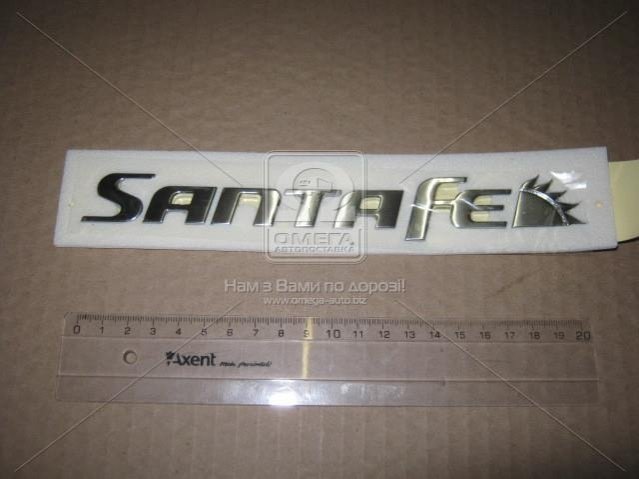 SANTAFE
ОМЕГА
АВТОПОСТАВКА
Нам з Вами по дорозі!
www.omega-auto.biz
0 1 2 3 4 5 6 7 8 9 10 11 12 13 14 15 16 17 18 19 20
Axent